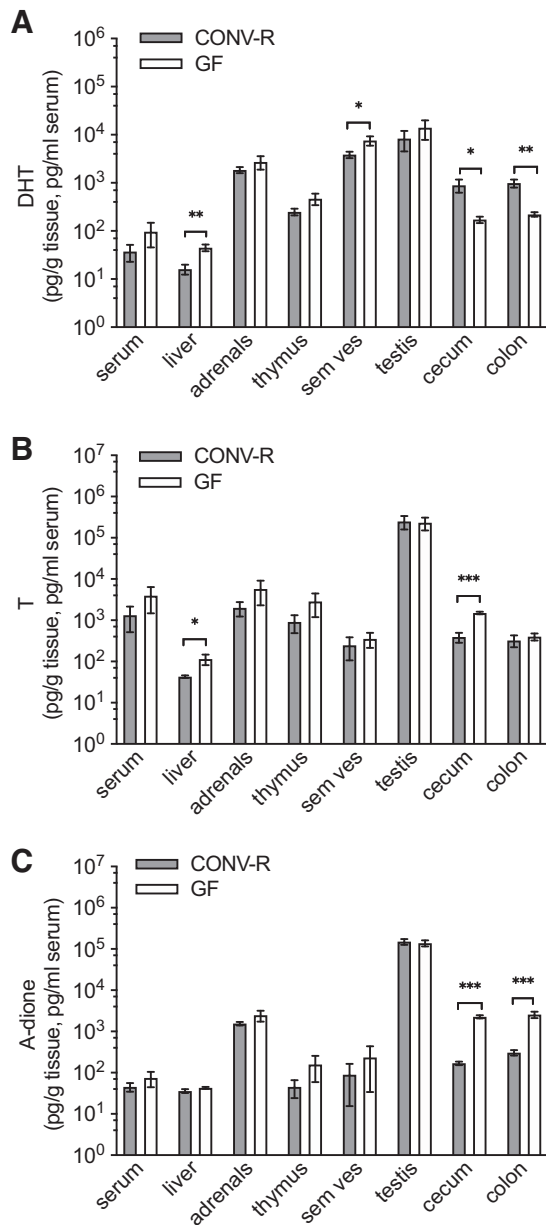 A
CONV-R
GF
DHT
(pg/g tissue, pg/ml serum)
10⁶
10⁵
10⁴
10³
10²
10¹
10⁰
**
*
*
**
serum
liver
adrenals
thymus
sem ves
testis
cecum
colon
B
CONV-R
GF
T
(pg/g tissue, pg/ml serum)
10⁷
10⁶
10⁵
10⁴
10³
10²
10¹
10⁰
*
***
serum
liver
adrenals
thymus
sem ves
testis
cecum
colon
C
CONV-R
GF
A-dione
(pg/g tissue, pg/ml serum)
10⁷
10⁶
10⁵
10⁴
10³
10²
10¹
10⁰
***
***
serum
liver
adrenals
thymus
sem ves
testis
cecum
colon